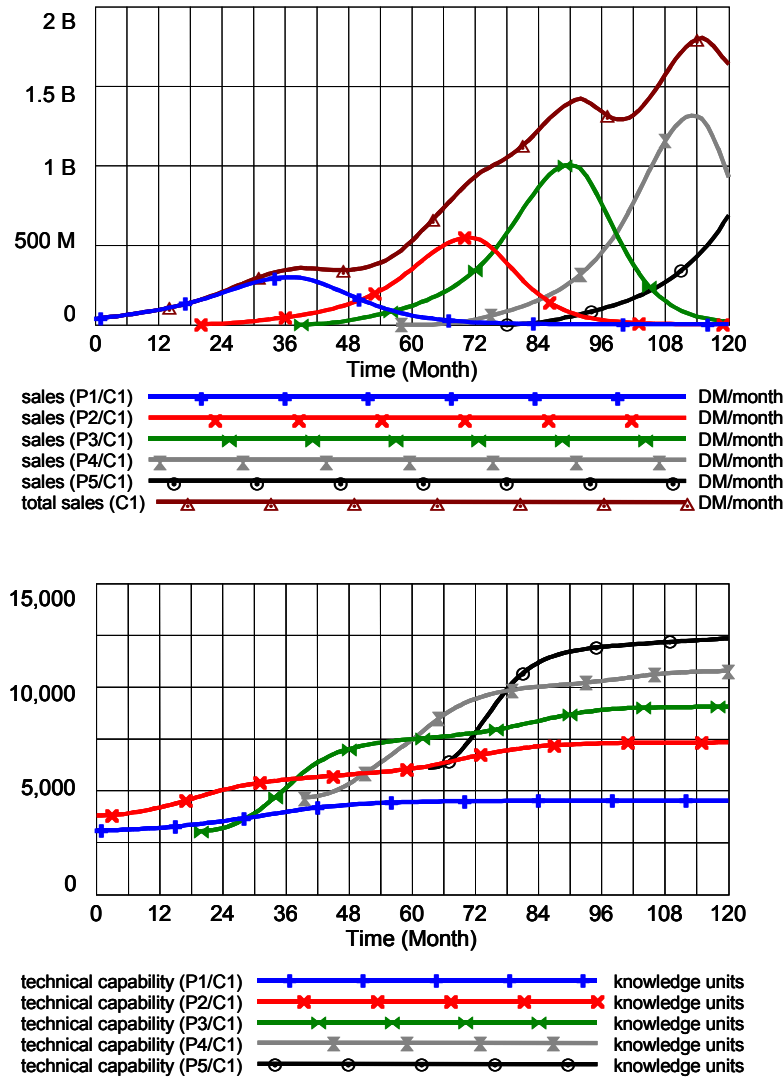 2 B
1.5 B
1 B
500 M
0
0 12 24 36 48 60 72 84 96 108 120
Time (Month)
sales (P1/C1) DM/month
sales (P2/C1) DM/month
sales (P3/C1) DM/month
sales (P4/C1) DM/month
sales (P5/C1) DM/month
total sales (C1) DM/month
15,000
10,000
5,000
0
0 12 24 36 48 60 72 84 96 108 120
Time (Month)
technical capability (P1/C1) knowledge units
technical capability (P2/C1) knowledge units
technical capability (P3/C1) knowledge units
technical capability (P4/C1) knowledge units
technical capability (P5/C1) knowledge units